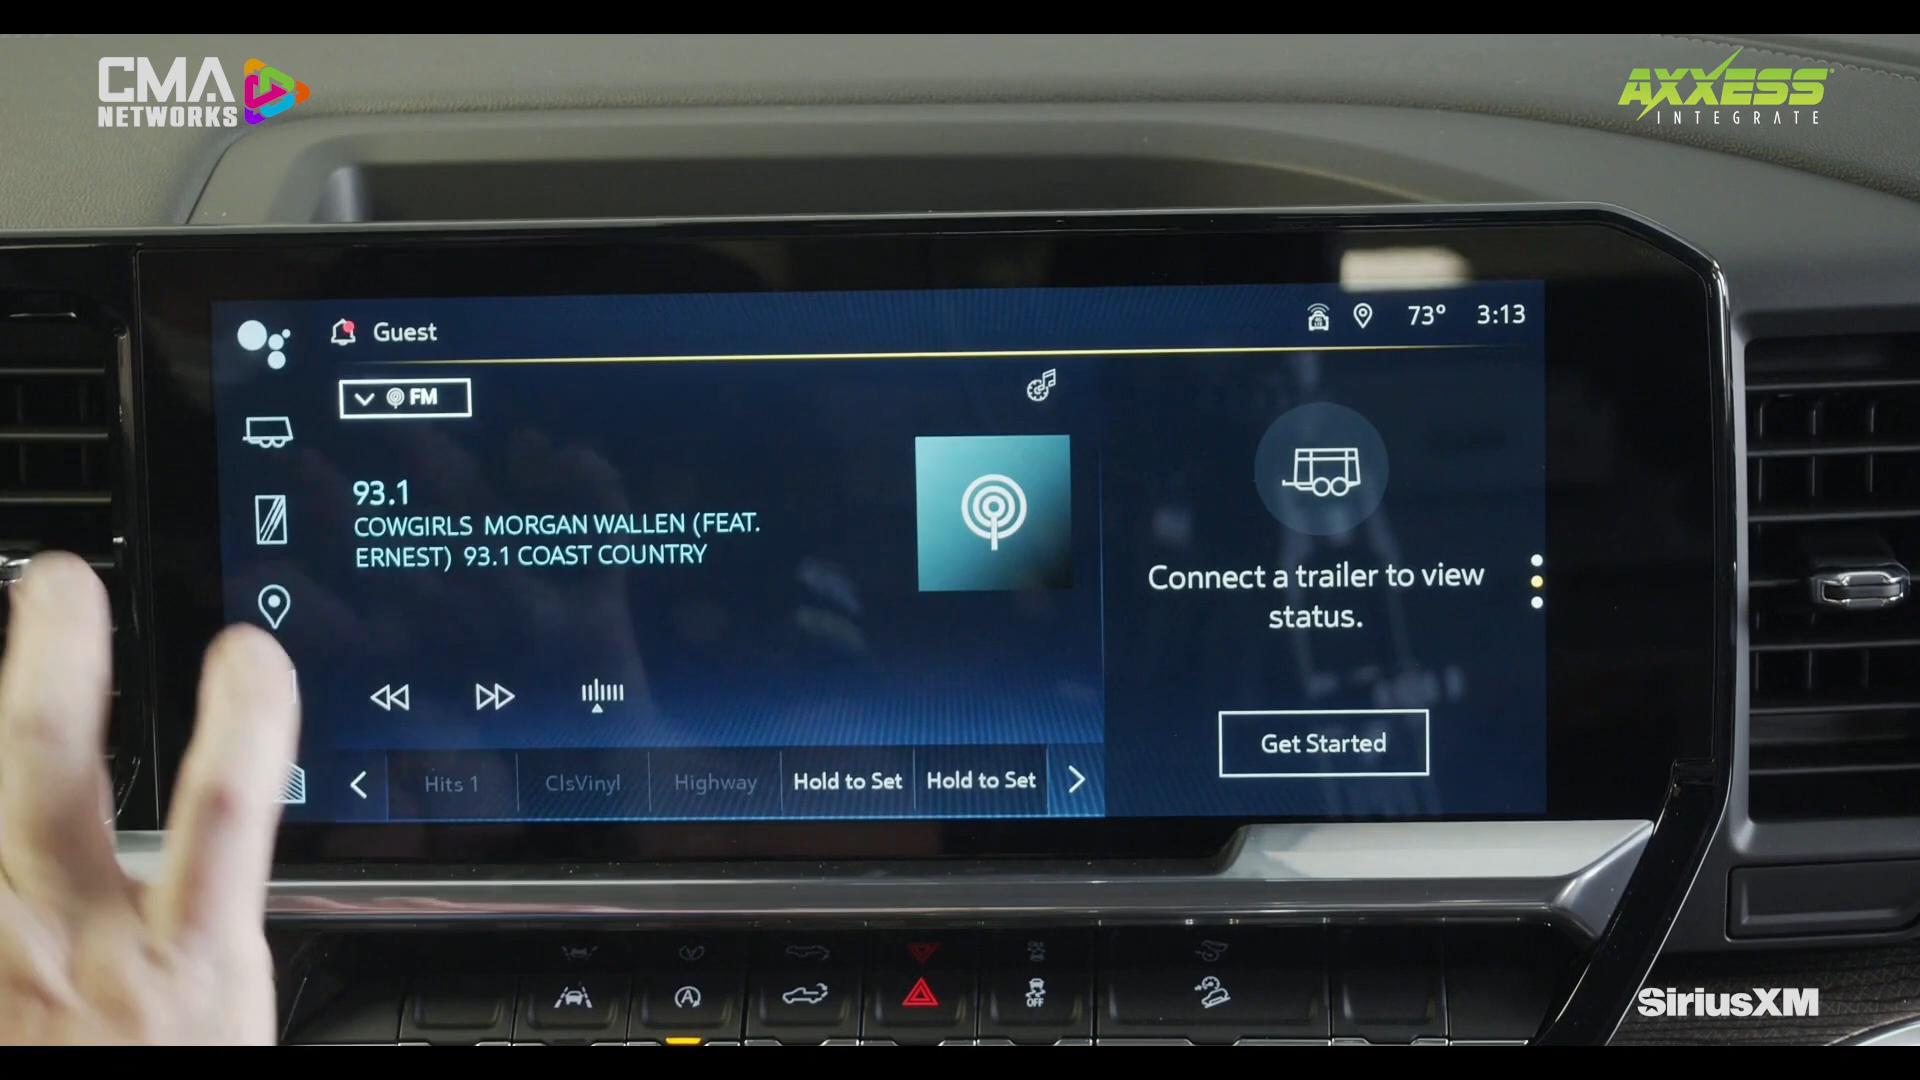 CMA
NETWORKS
AXXESS
INTEGRATE
Guest
73° 3:13
FM
93.1
COWGIRLS MORGAN WALLEN (FEAT.
ERNEST) 93.1 COAST COUNTRY
Connect a trailer to view
status.
Get Started
Hits 1 ClsVinyl Highway Hold to Set Hold to Set
A
OFF
SiriusXM